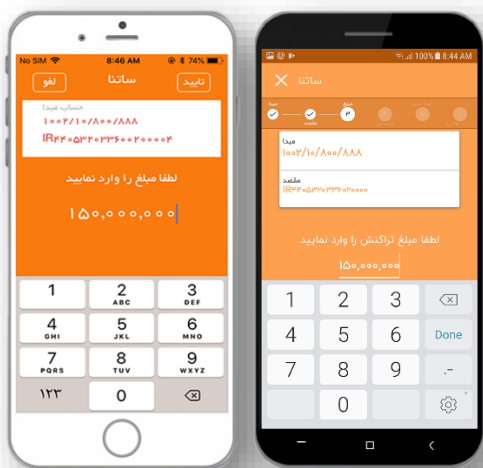 No SIM 8:46 AM 74%
لغو ساتنا تایید
حساب مبدا
۱۰۰۲/۱۰/۸۰۰/۸۸۸
IR۴۴۰۵۳۲۰۳۳۶۰۰۲۰۰۰۰۴
لطفا مبلغ را وارد نمایید
۱۵۰,۰۰۰,۰۰۰
1 2 3
ABC DEF
4 5 6
GHI JKL MNO
7 8 9
PQRS TUV WXYZ
۱۲۳ 0
100% 8:44 AM
ساتنا
مبدا مقصد مبلغ
۳
مبدا
۱۰۰۲/۱۰/۸۰۰/۸۸۸
مقصد
IR۴۴۰۵۳۲۰۳۳۶۰۲۰۰۰۰
لطفا مبلغ تراکنش را وارد نمایید
۱۵۰,۰۰۰,۰۰۰
1 2 3
4 5 6 Done
7 8 9 .-
0